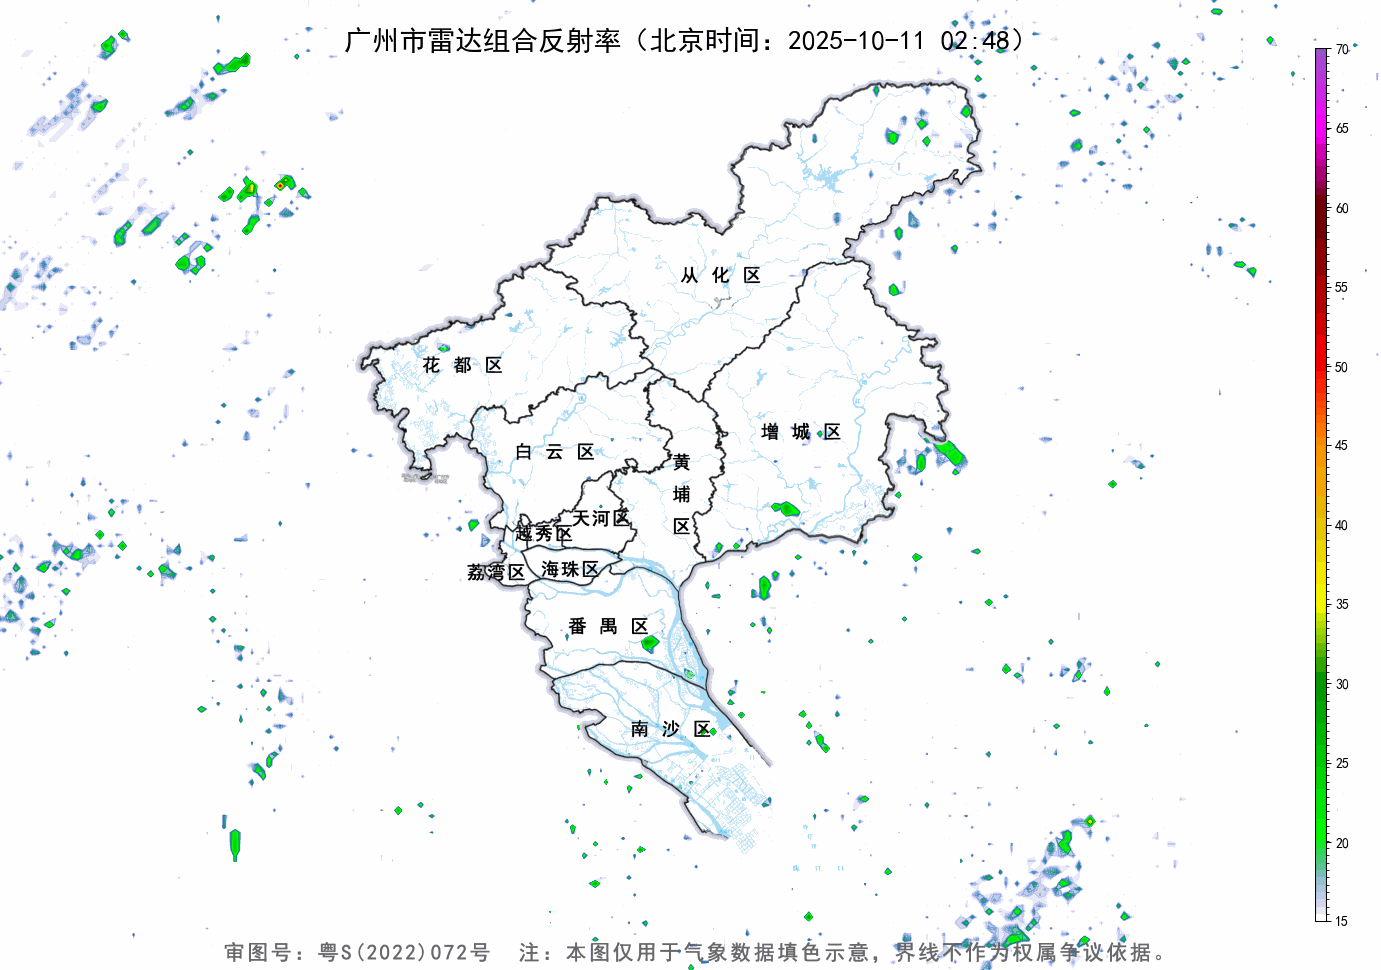 广州市雷达组合反射率（北京时间：2025-10-11 02:48）
70
65
60
55
50
45
40
35
30
25
20
15
从化区
花都区
增城区
白云区
黄埔区
天河区
越秀区
荔湾区
海珠区
番禺区
南沙区
审图号：粤S(2022)072号 注：本图仅用于气象数据填色示意，界线不作为权属争议依据。